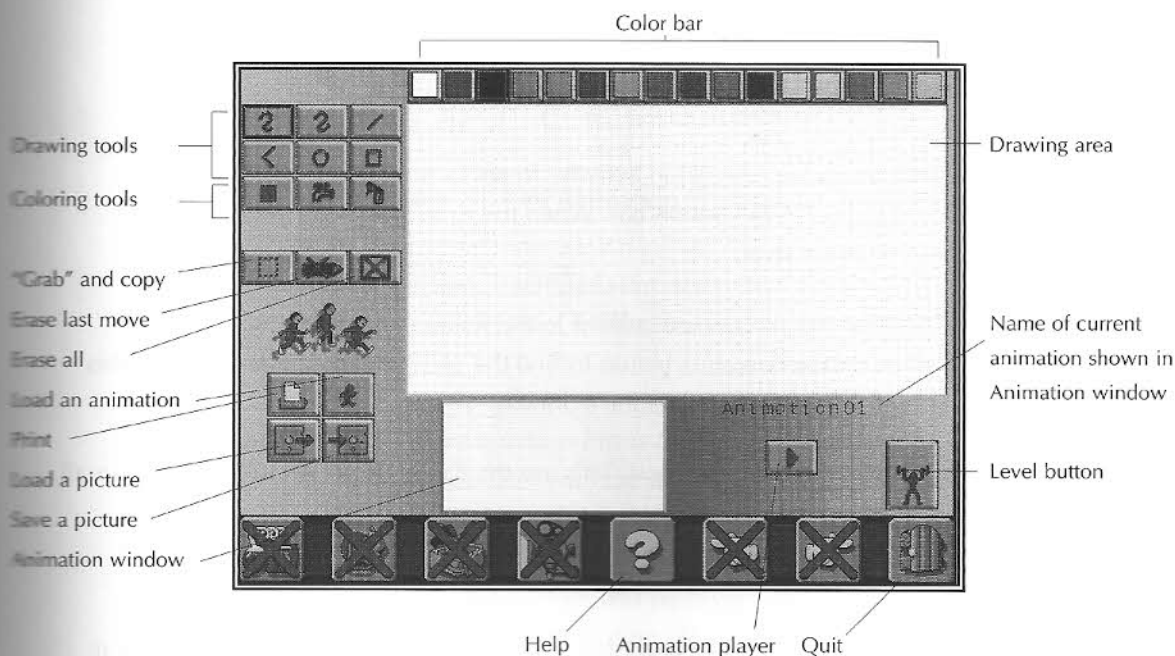 Color bar
Drawing tools
Drawing area
Coloring tools
"Grab" and copy
Erase last move
Erase all
Name of current
animation shown in
Animation window
Load an animation
Animation01
Print
Load a picture
Level button
Save a picture
Animation window
?
Help
Animation player
Quit